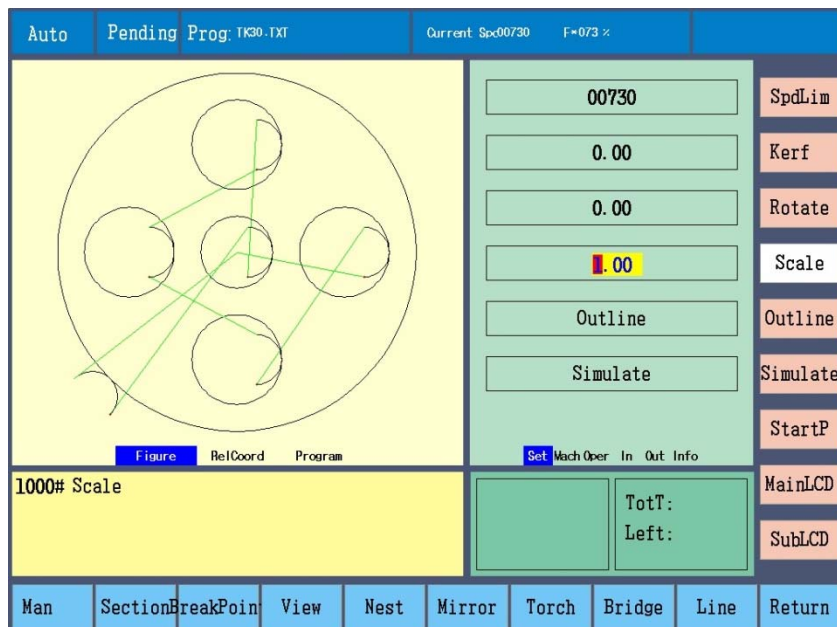 Auto Pending Prog: TK30.TXT Current Spc00730 F*073 %
00730 SpdLim
0.00 Kerf
0.00 Rotate
1.00 Scale
Outline Outline
Simulate Simulate
StartP
Figure RelCoord Program Set Mach Oper In Out Info
1000# Scale MainLCD
TotT:
Left: SubLCD
Man Section BreakPoin View Nest Mirror Torch Bridge Line Return